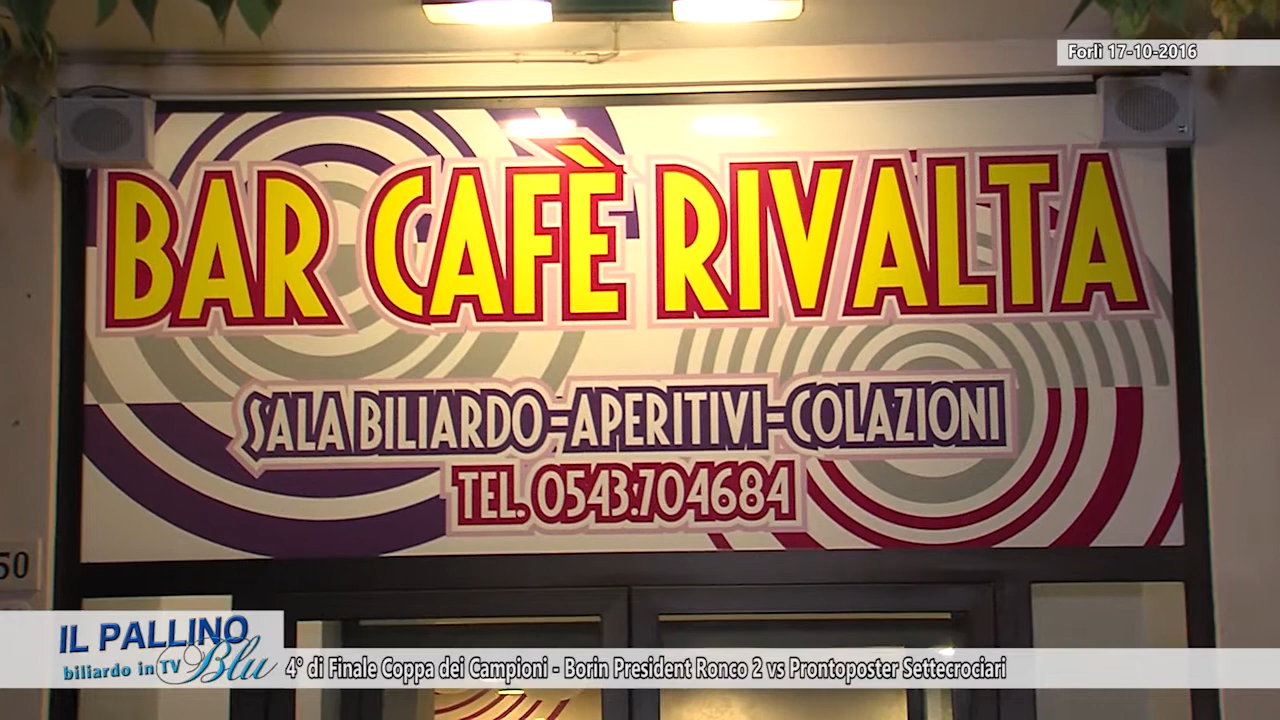 Forlì 17-10-2016
BAR CAFÈ RIVALTA
SALA BILIARDO-APERITIVI-COLAZIONI
TEL. 0543.704684
50
IL PALLINO
biliardo in TV Blu
4° di Finale Coppa dei Campioni - Borin President Ronco 2 vs Prontoposter Settecrociari